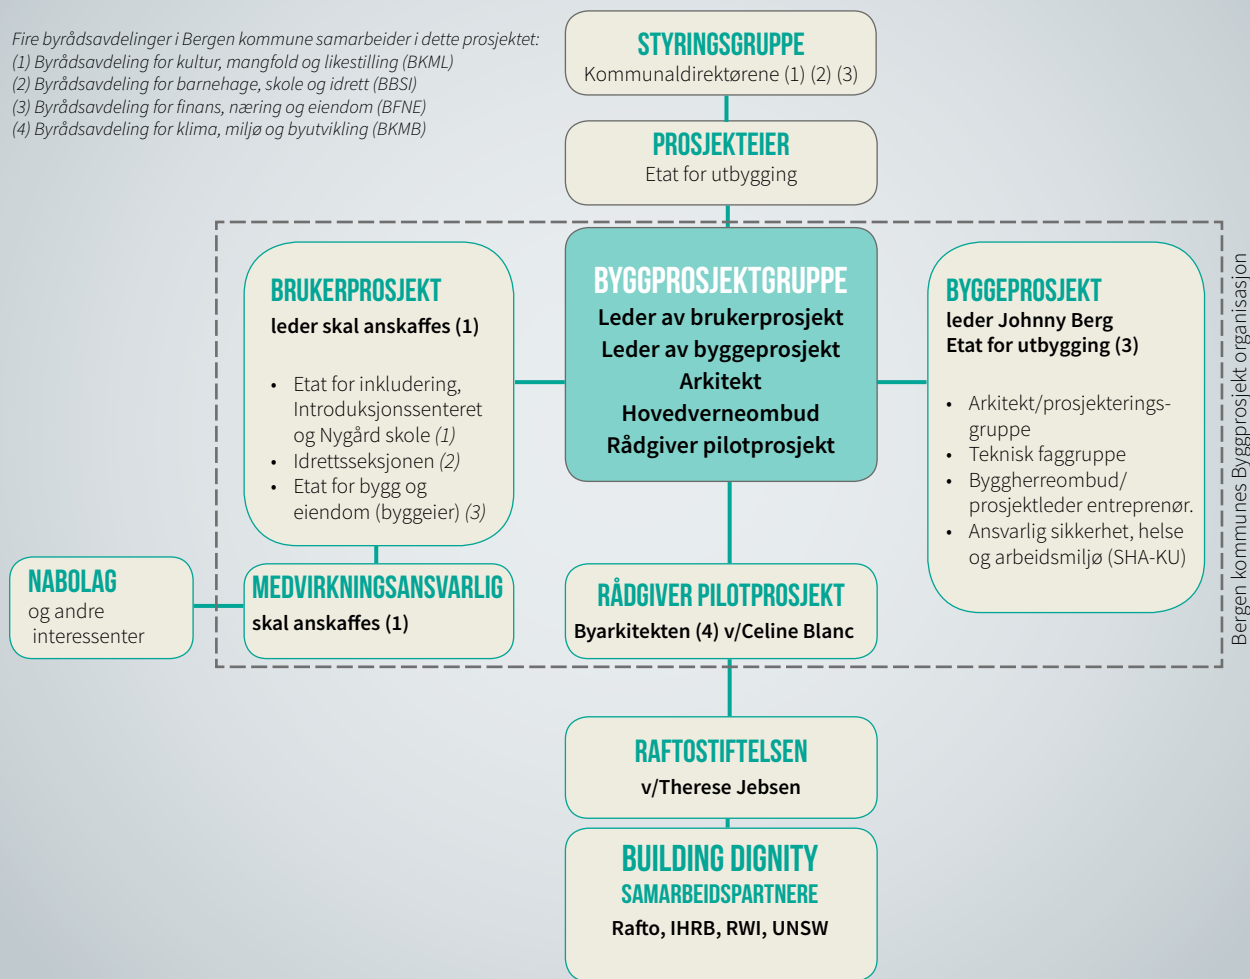 Fire byrådsavdelinger i Bergen kommune samarbeider i dette prosjektet:
(1) Byrådsavdeling for kultur, mangfold og likestilling (BKML)
(2) Byrådsavdeling for barnehage, skole og idrett (BBSI)
(3) Byrådsavdeling for finans, næring og eiendom (BFNE)
(4) Byrådsavdeling for klima, miljø og byutvikling (BKMB)
STYRINGSGRUPPE
Kommunaldirektørene (1) (2) (3)
PROSJEKTEIER
Etat for utbygging
BRUKERPROSJEKT
leder skal anskaffes (1)
• Etat for inkludering,
Introduksjonssenteret
og Nygård skole (1)
• Idrettsseksjonen (2)
• Etat for bygg og
eiendom (byggeier) (3)
BYGGPROSJEKTGRUPPE
Leder av brukerprosjekt
Leder av byggeprosjekt
Arkitekt
Hovedverneombud
Rådgiver pilotprosjekt
BYGGEPROSJEKT
leder Johnny Berg
Etat for utbygging (3)
• Arkitekt/prosjekterings-
gruppe
• Teknisk faggruppe
• Byggherreombud/
prosjektleder entreprenør.
• Ansvarlig sikkerhet, helse
og arbeidsmiljø (SHA-KU)
Bergen kommunes Byggprosjekt organisasjon
NABOLAG
og andre
interessenter
MEDVIRKNINGSANSVARLIG
skal anskaffes (1)
RÅDGIVER PILOTPROSJEKT
Byarkitekten (4) v/Celine Blanc
RAFTOSTIFTELSEN
v/Therese Jebsen
BUILDING DIGNITY
SAMARBEIDSPARTNERE
Rafto, IHRB, RWI, UNSW